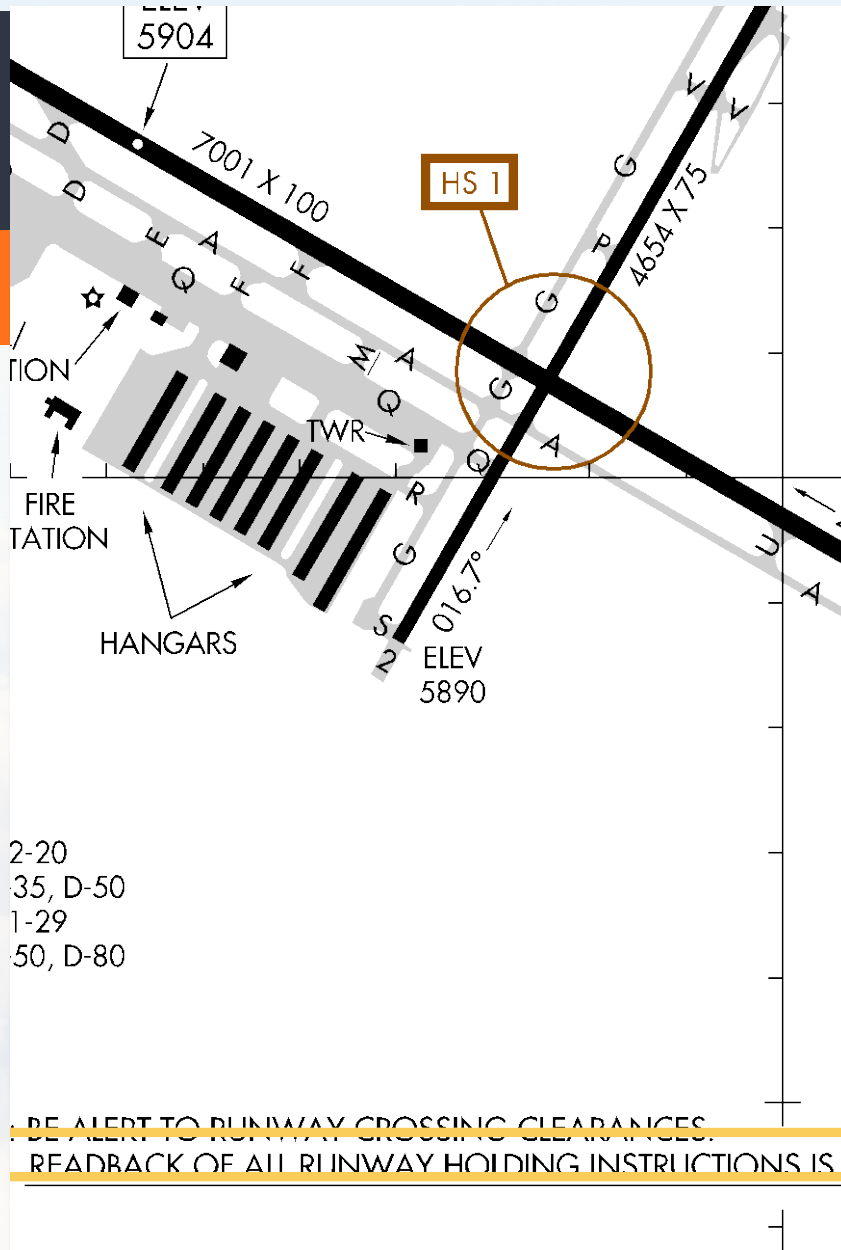 ELEV
5904
7001 X 100
HS 1
4654 X 75
V
V
G
P
G
G
G
D
D
E
A
Q
F
F
M
A
Q
TWR
Q
A
R
G
S
2
016.7°
U
A
TION
FIRE
TATION
HANGARS
ELEV
5890
2-20
-35, D-50
1-29
-50, D-80
BE ALERT TO RUNWAY CROSSING CLEARANCES.
READBACK OF ALL RUNWAY HOLDING INSTRUCTIONS IS